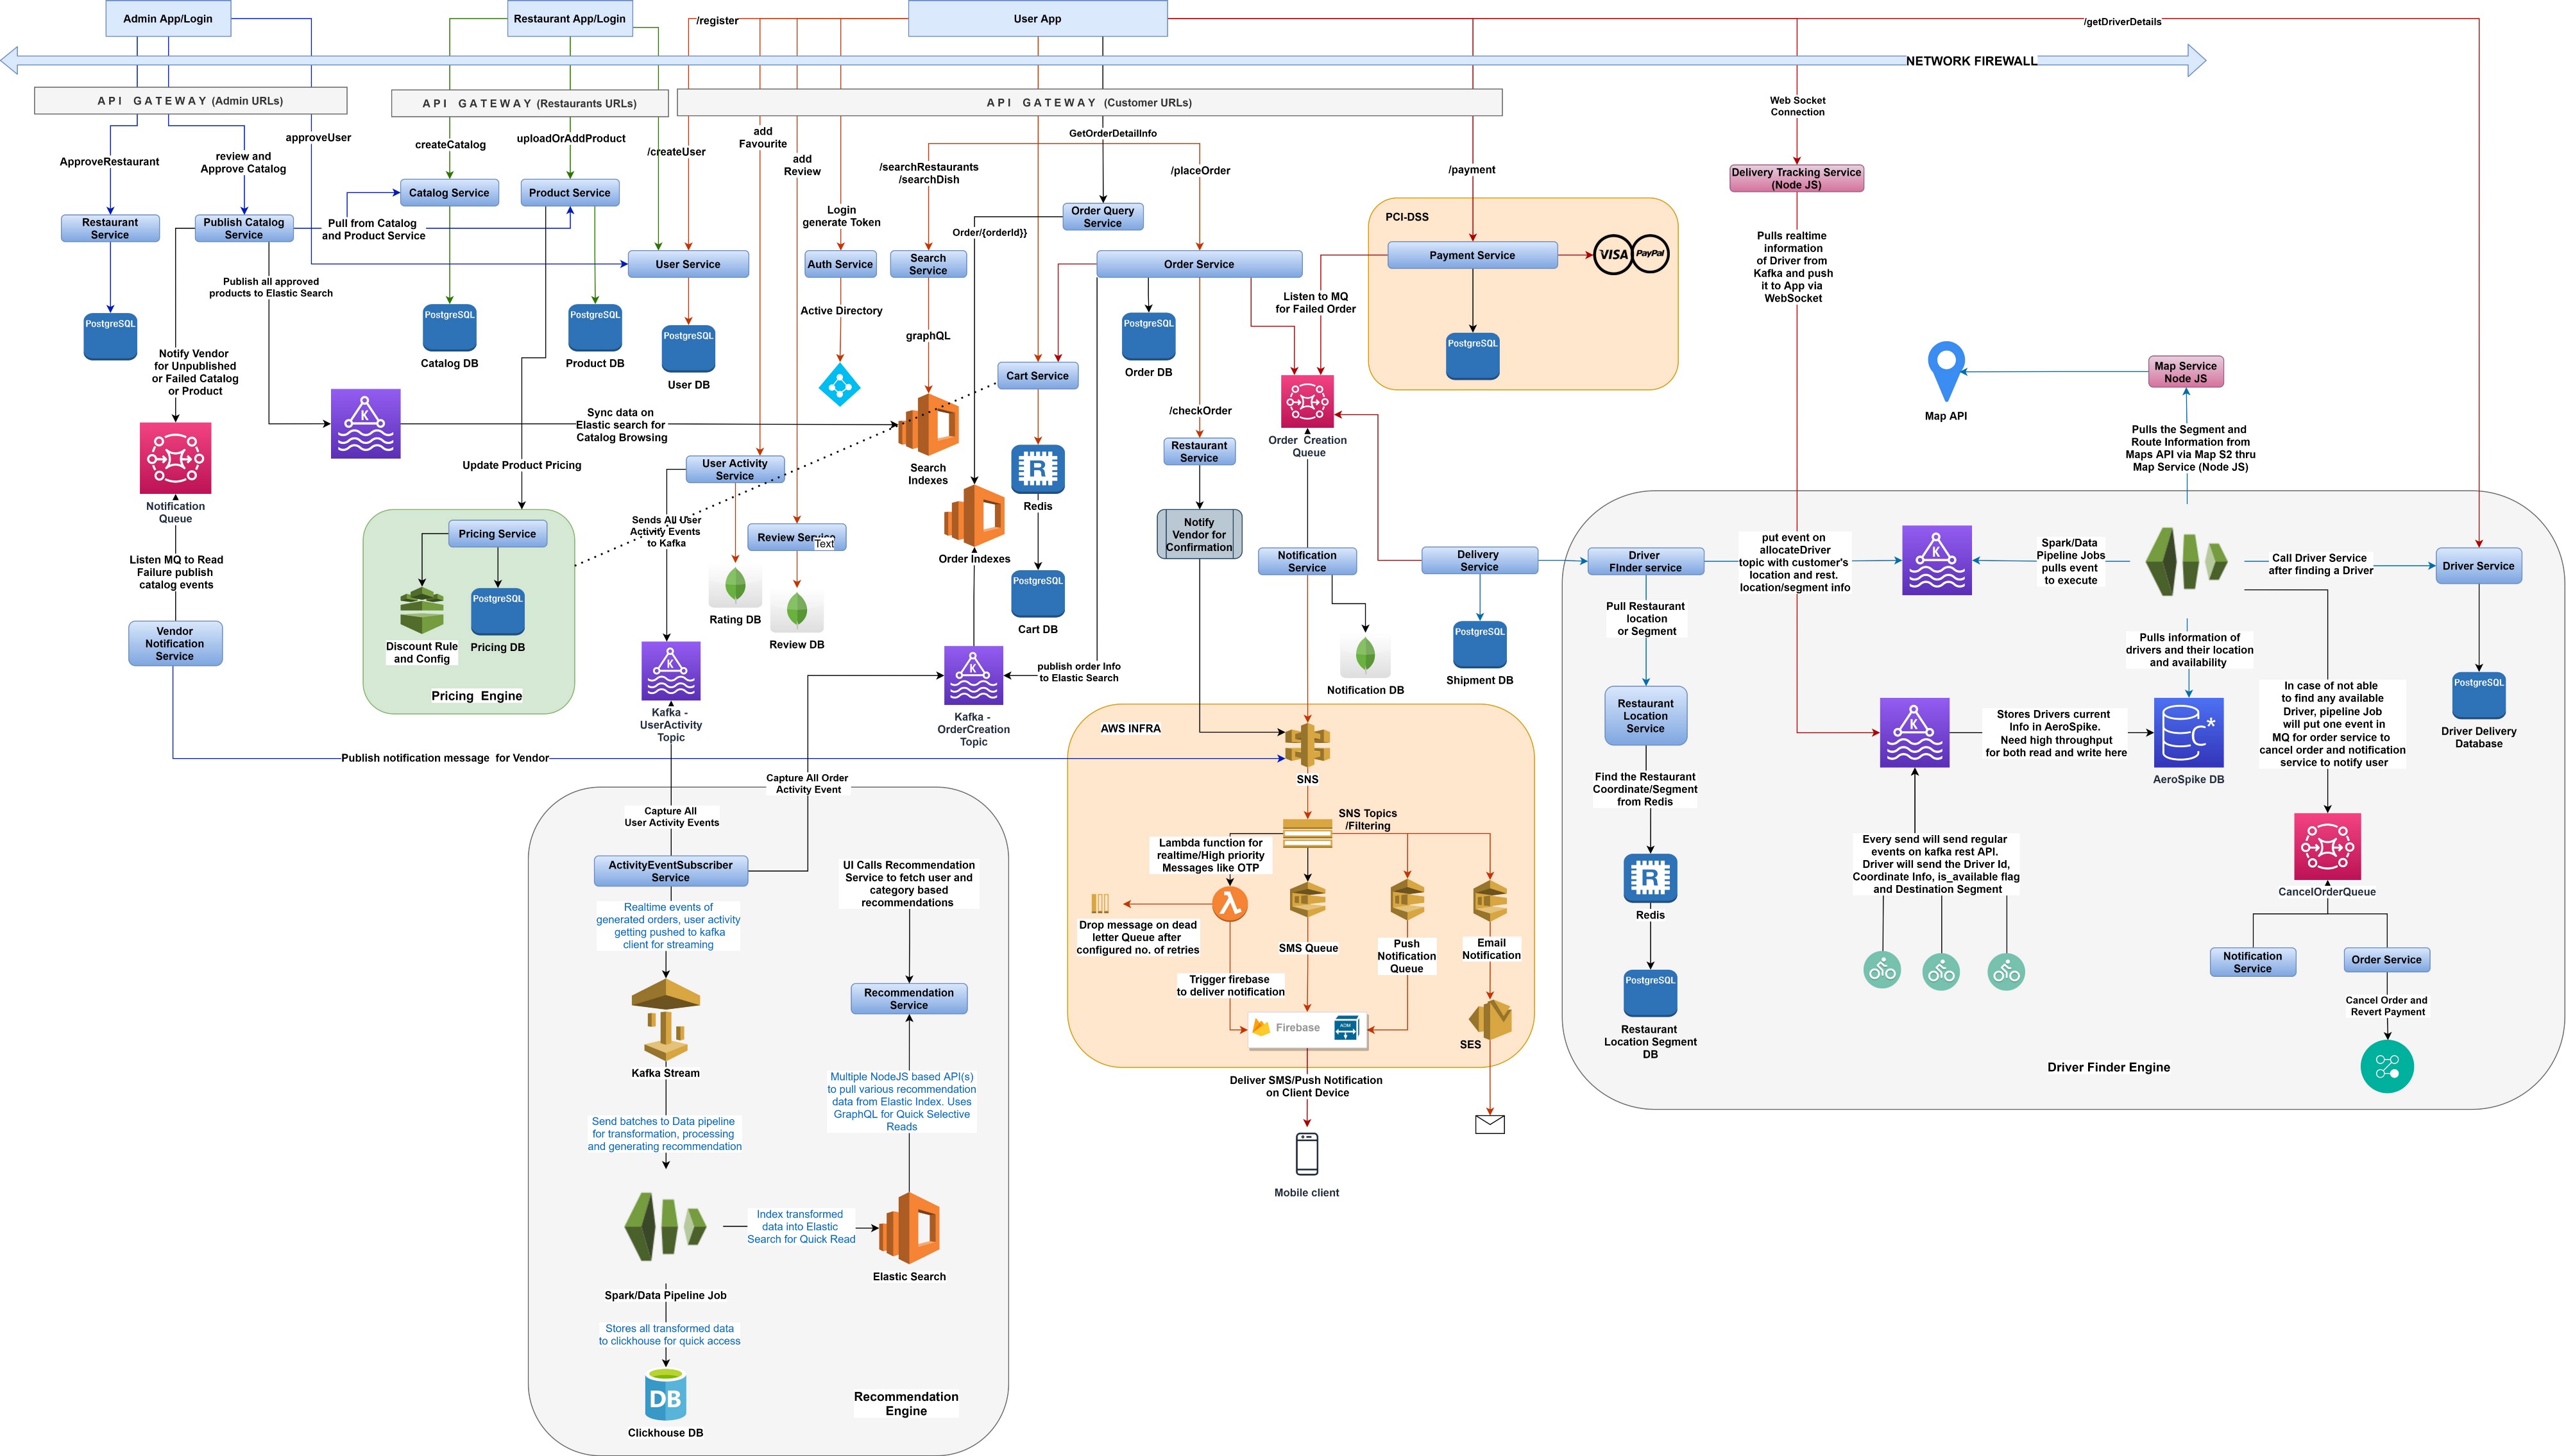 Admin App/Login
Restaurant App/Login
/register
User App
/getDriverDetails
NETWORK FIREWALL
A P I G A T E W A Y (Admin URLs)
A P I G A T E W A Y (Restaurants URLs)
A P I G A T E W A Y (Customer URLs)
Web Socket
Connection
approveUser
ApproveRestaurant
review and
Approve Catalog
createCatalog
uploadOrAddProduct
/createUser
add
Favourite
add
Review
GetOrderDetailInfo
/searchRestaurants
/searchDish
/placeOrder
/payment
Delivery Tracking Service
(Node JS)
Catalog Service
Product Service
Restaurant
Service
Publish Catalog
Service
Pull from Catalog
and Product Service
Login
generate Token
Order Query
Service
Order/{orderId}}
PCI-DSS
User Service
Auth Service
Search
Service
Order Service
Payment Service
VISA
PayPal
Pulls realtime
information
of Driver from
Kafka and push
it to App via
WebSocket
Publish all approved
products to Elastic Search
Listen to MQ
for Failed Order
Active Directory
graphQL
PostgreSQL
PostgreSQL
Catalog DB
PostgreSQL
Product DB
PostgreSQL
User DB
PostgreSQL
Order DB
PostgreSQL
Notify Vendor
for Unpublished
or Failed Catalog
or Product
Cart Service
Map Service
Node JS
Map API
K
Sync data on
Elastic search for
Catalog Browsing
/checkOrder
Order Creation
Queue
Pulls the Segment and
Route Information from
Maps API via Map S2 thru
Map Service (Node JS)
Restaurant
Service
Update Product Pricing
User Activity
Service
Search
Indexes
R
Redis
Notification
Queue
Pricing Service
Sends All User
Activity Events
to Kafka
Review Service
Text
Order Indexes
Notify
Vendor for
Confirmation
Notification
Service
Delivery
Service
Driver
FInder service
put event on
allocateDriver
topic with customer's
location and rest.
location/segment info
K
Spark/Data
Pipeline Jobs
pulls event
to execute
Call Driver Service
after finding a Driver
Driver Service
Listen MQ to Read
Failure publish
catalog events
Discount Rule
and Config
PostgreSQL
Pricing DB
Pricing Engine
Rating DB
Review DB
PostgreSQL
Cart DB
Pull Restaurant
location
or Segment
Vendor
Notification
Service
K
Kafka -
UserActivity
Topic
K
Kafka -
OrderCreation
Topic
publish order Info
to Elastic Search
Notification DB
PostgreSQL
Shipment DB
Pulls information of
drivers and their location
and availability
PostgreSQL
Driver Delivery
Database
Restaurant
Location
Service
K
Stores Drivers current
Info in AeroSpike.
Need high throughput
for both read and write here
C*
AeroSpike DB
In case of not able
to find any available
Driver, pipeline Job
will put one event in
MQ for order service to
cancel order and notification
service to notify user
AWS INFRA
Publish notification message for Vendor
SNS
Capture All Order
Activity Event
Find the Restaurant
Coordinate/Segment
from Redis
Capture All
User Activity Events
SNS Topics
/Filtering
Lambda function for
realtime/High priority
Messages like OTP
Every send will send regular
events on kafka rest API.
Driver will send the Driver Id,
Coordinate Info, is_available flag
and Destination Segment
ActivityEventSubscriber
Service
UI Calls Recommendation
Service to fetch user and
category based
recommendations
λ
R
Redis
CancelOrderQueue
Realtime events of
generated orders, user activity
getting pushed to kafka
client for streaming
Drop message on dead
letter Queue after
configured no. of retries
SMS Queue
Push
Notification
Queue
Email
Notification
Notification
Service
Order Service
Trigger firebase
to deliver notification
Recommendation
Service
PostgreSQL
Restaurant
Location Segment
DB
Cancel Order and
Revert Payment
Firebase
ADM
SES
Kafka Stream
Driver Finder Engine
Multiple NodeJS based API(s)
to pull various recommendation
data from Elastic Index. Uses
GraphQL for Quick Selective
Reads
Deliver SMS/Push Notification
on Client Device
Send batches to Data pipeline
for transformation, processing
and generating recommendation
Mobile client
Index transformed
data into Elastic
Search for Quick Read
Elastic Search
Spark/Data Pipeline Job
Stores all transformed data
to clickhouse for quick access
DB
Clickhouse DB
Recommendation
Engine